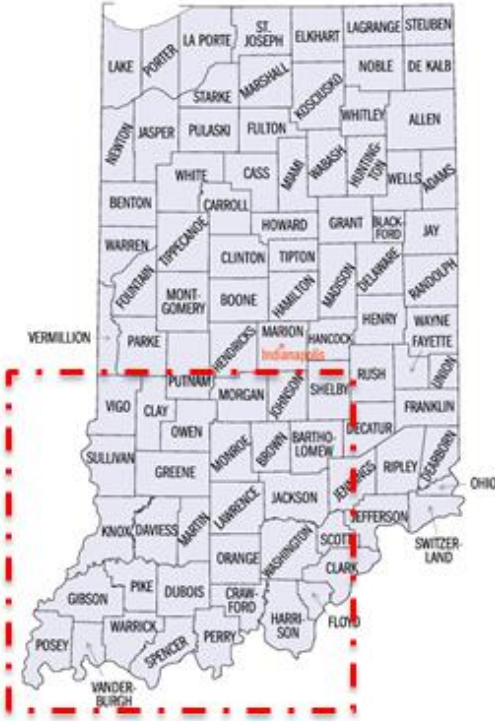 LAKE
PORTER
LA PORTE
ST.
JOSEPH
ELKHART
LAGRANGE
STEUBEN
STARKE
MARSHALL
KOSCIUSKO
NOBLE
DE KALB
NEWTON
JASPER
PULASKI
FULTON
WHITLEY
ALLEN
WHITE
CASS
MIAMI
WABASH
HUNTING-
TON
WELLS
ADAMS
BENTON
CARROLL
HOWARD
GRANT
BLACK-
FORD
JAY
WARREN
TIPPECANOE
CLINTON
TIPTON
MADISON
DELAWARE
RANDOLPH
FOUNTAIN
MONT-
GOMERY
BOONE
HAMILTON
HENRY
WAYNE
VERMILLION
PARKE
HENDRICKS
MARION
Indianapolis
HANCOCK
FAYETTE
UNION
PUTNAM
MORGAN
JOHNSON
SHELBY
RUSH
VIGO
CLAY
OWEN
FRANKLIN
MONROE
BROWN
BARTHO-
LOMEW
DECATUR
SULLIVAN
GREENE
JENNINGS
RIPLEY
DEARBORN
OHIO
LAWRENCE
JACKSON
JEFFERSON
SWITZER-
LAND
KNOX
DAVIESS
MARTIN
ORANGE
WASHINGTON
SCOTT
CLARK
GIBSON
PIKE
DUBOIS
CRAW-
FORD
HARRI-
SON
FLOYD
POSEY
WARRICK
SPENCER
PERRY
VANDER-
BURGH